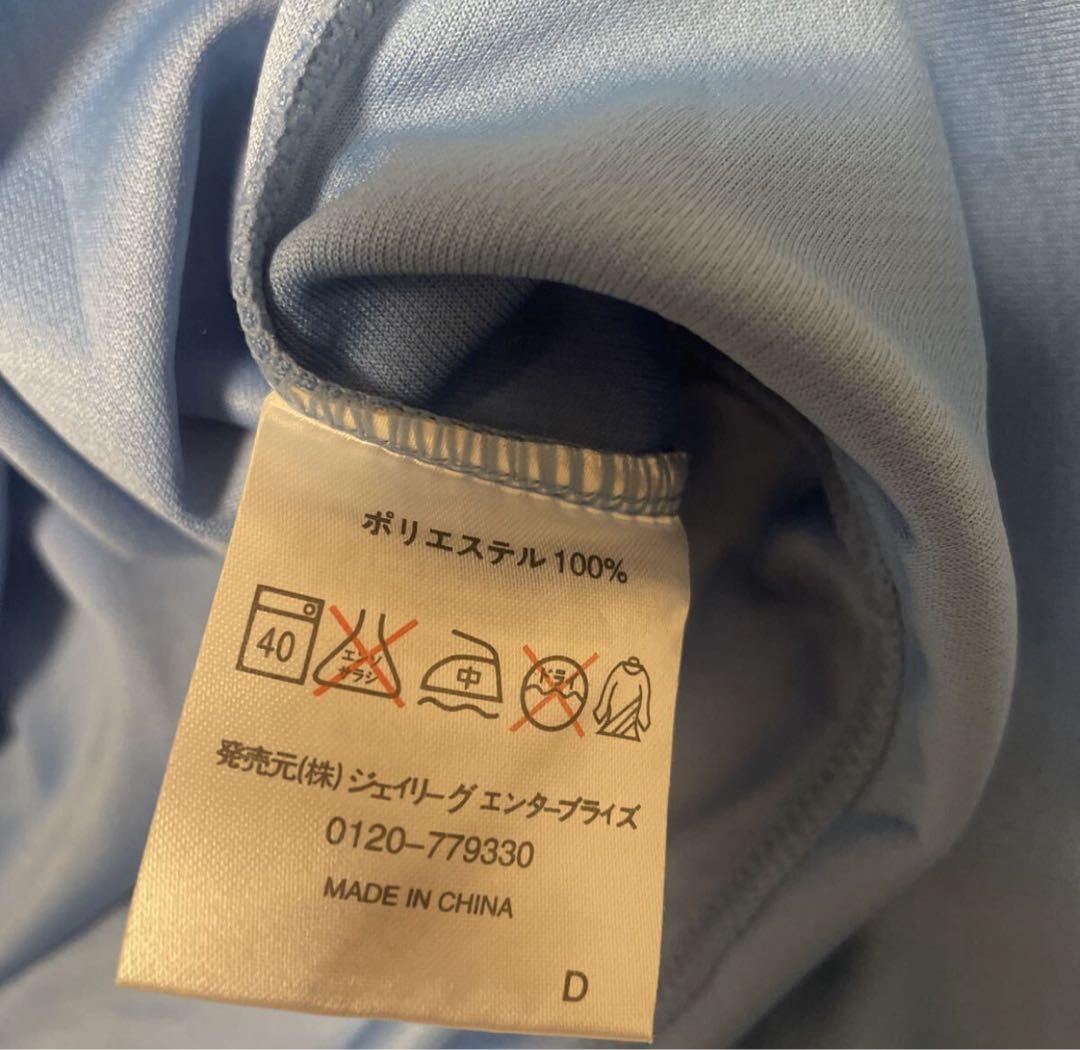 ポリエステル 100%
40
エンソ
サラシ
中
ドライ
発売元(株) ジェイリーグ エンタープライズ
0120-779330
MADE IN CHINA
D